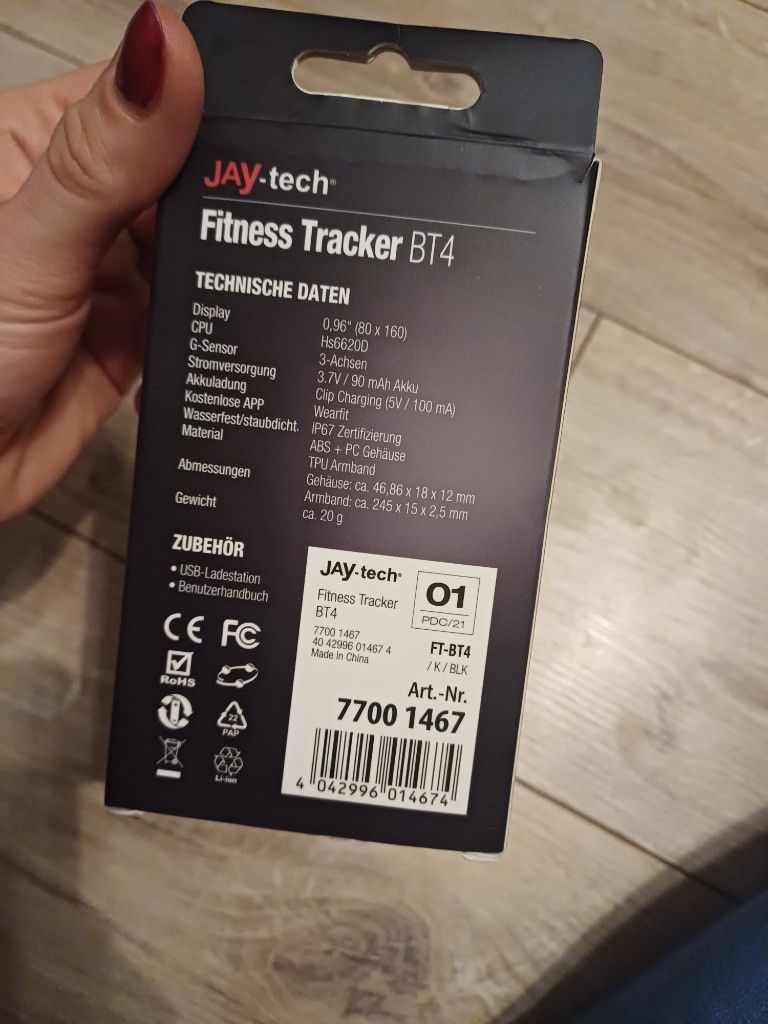 JAY-tech®
Fitness Tracker BT4
TECHNISCHE DATEN
Display 0,96" (80 x 160)
CPU Hs6620D
G-Sensor 3-Achsen
Stromversorgung 3.7V / 90 mAh Akku
Akkuladung Clip Charging (5V / 100 mA)
Kostenlose APP Wearfit
Wasserfest/staubdicht. IP67 Zertifizierung
Material ABS + PC Gehäuse
TPU Armband
Abmessungen Gehäuse: ca. 46,86 x 18 x 12 mm
Armband: ca. 245 x 15 x 2,5 mm
Gewicht ca. 20 g
ZUBEHÖR
• USB-Ladestation
• Benutzerhandbuch
CE FC
RoHS
22
PAP
Li-ion
JAY-tech®
Fitness Tracker
BT4
01
PDC/21
7700 1467
40 42996 01467 4
Made in China
FT-BT4
/ K / BLK
Art.-Nr.
7700 1467
4 042996 014674